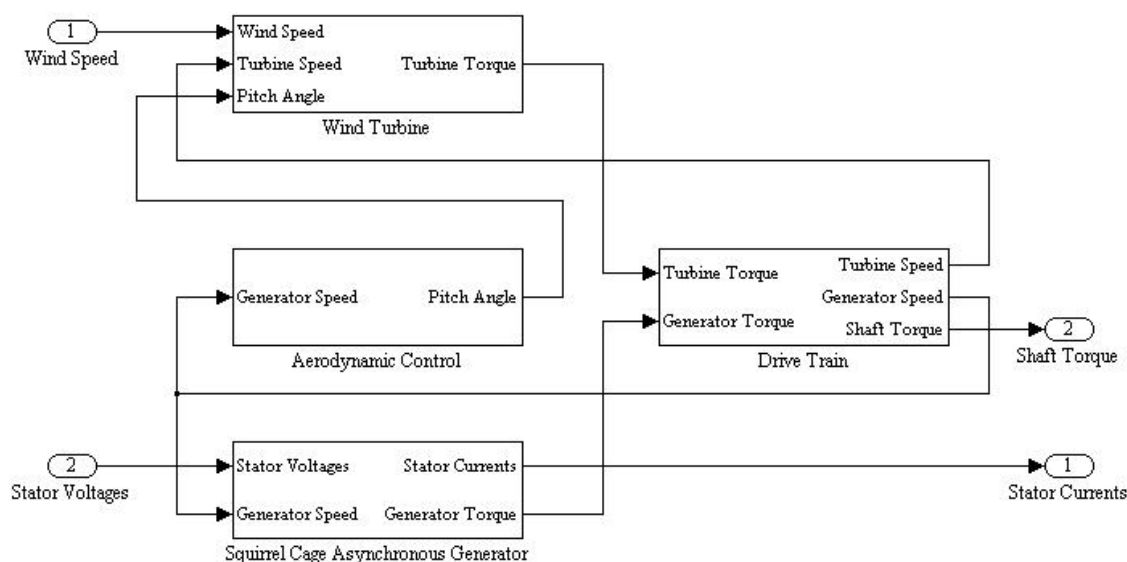 1
Wind Speed
Wind Speed
Turbine Speed
Pitch Angle
Turbine Torque
Wind Turbine
Generator Speed
Pitch Angle
Aerodynamic Control
Turbine Torque
Generator Torque
Turbine Speed
Generator Speed
Shaft Torque
Drive Train
2
Shaft Torque
2
Stator Voltages
Stator Voltages
Generator Speed
Stator Currents
Generator Torque
Squirrel Cage Asynchronous Generator
1
Stator Currents